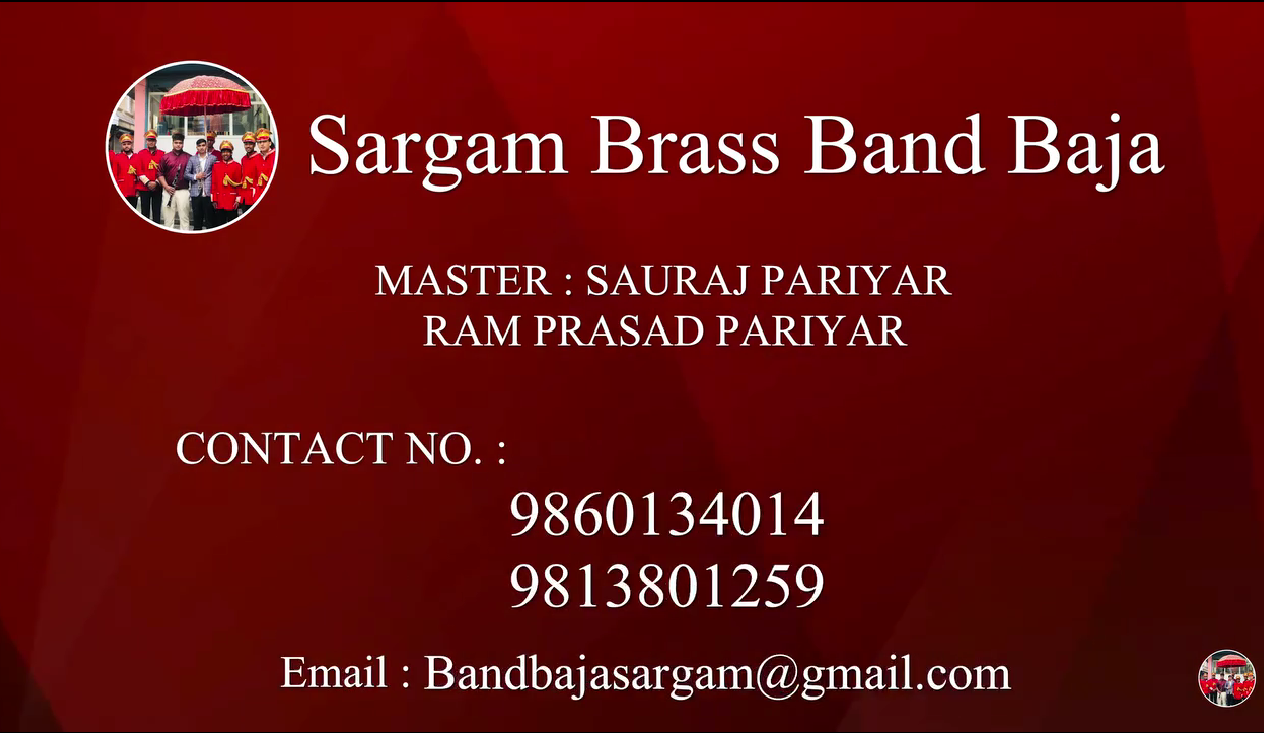 Sargam Brass Band Baja
MASTER : SAURAJ PARIYAR
RAM PRASAD PARIYAR
CONTACT NO. :
9860134014
9813801259
Email : Bandbajasargam@gmail.com